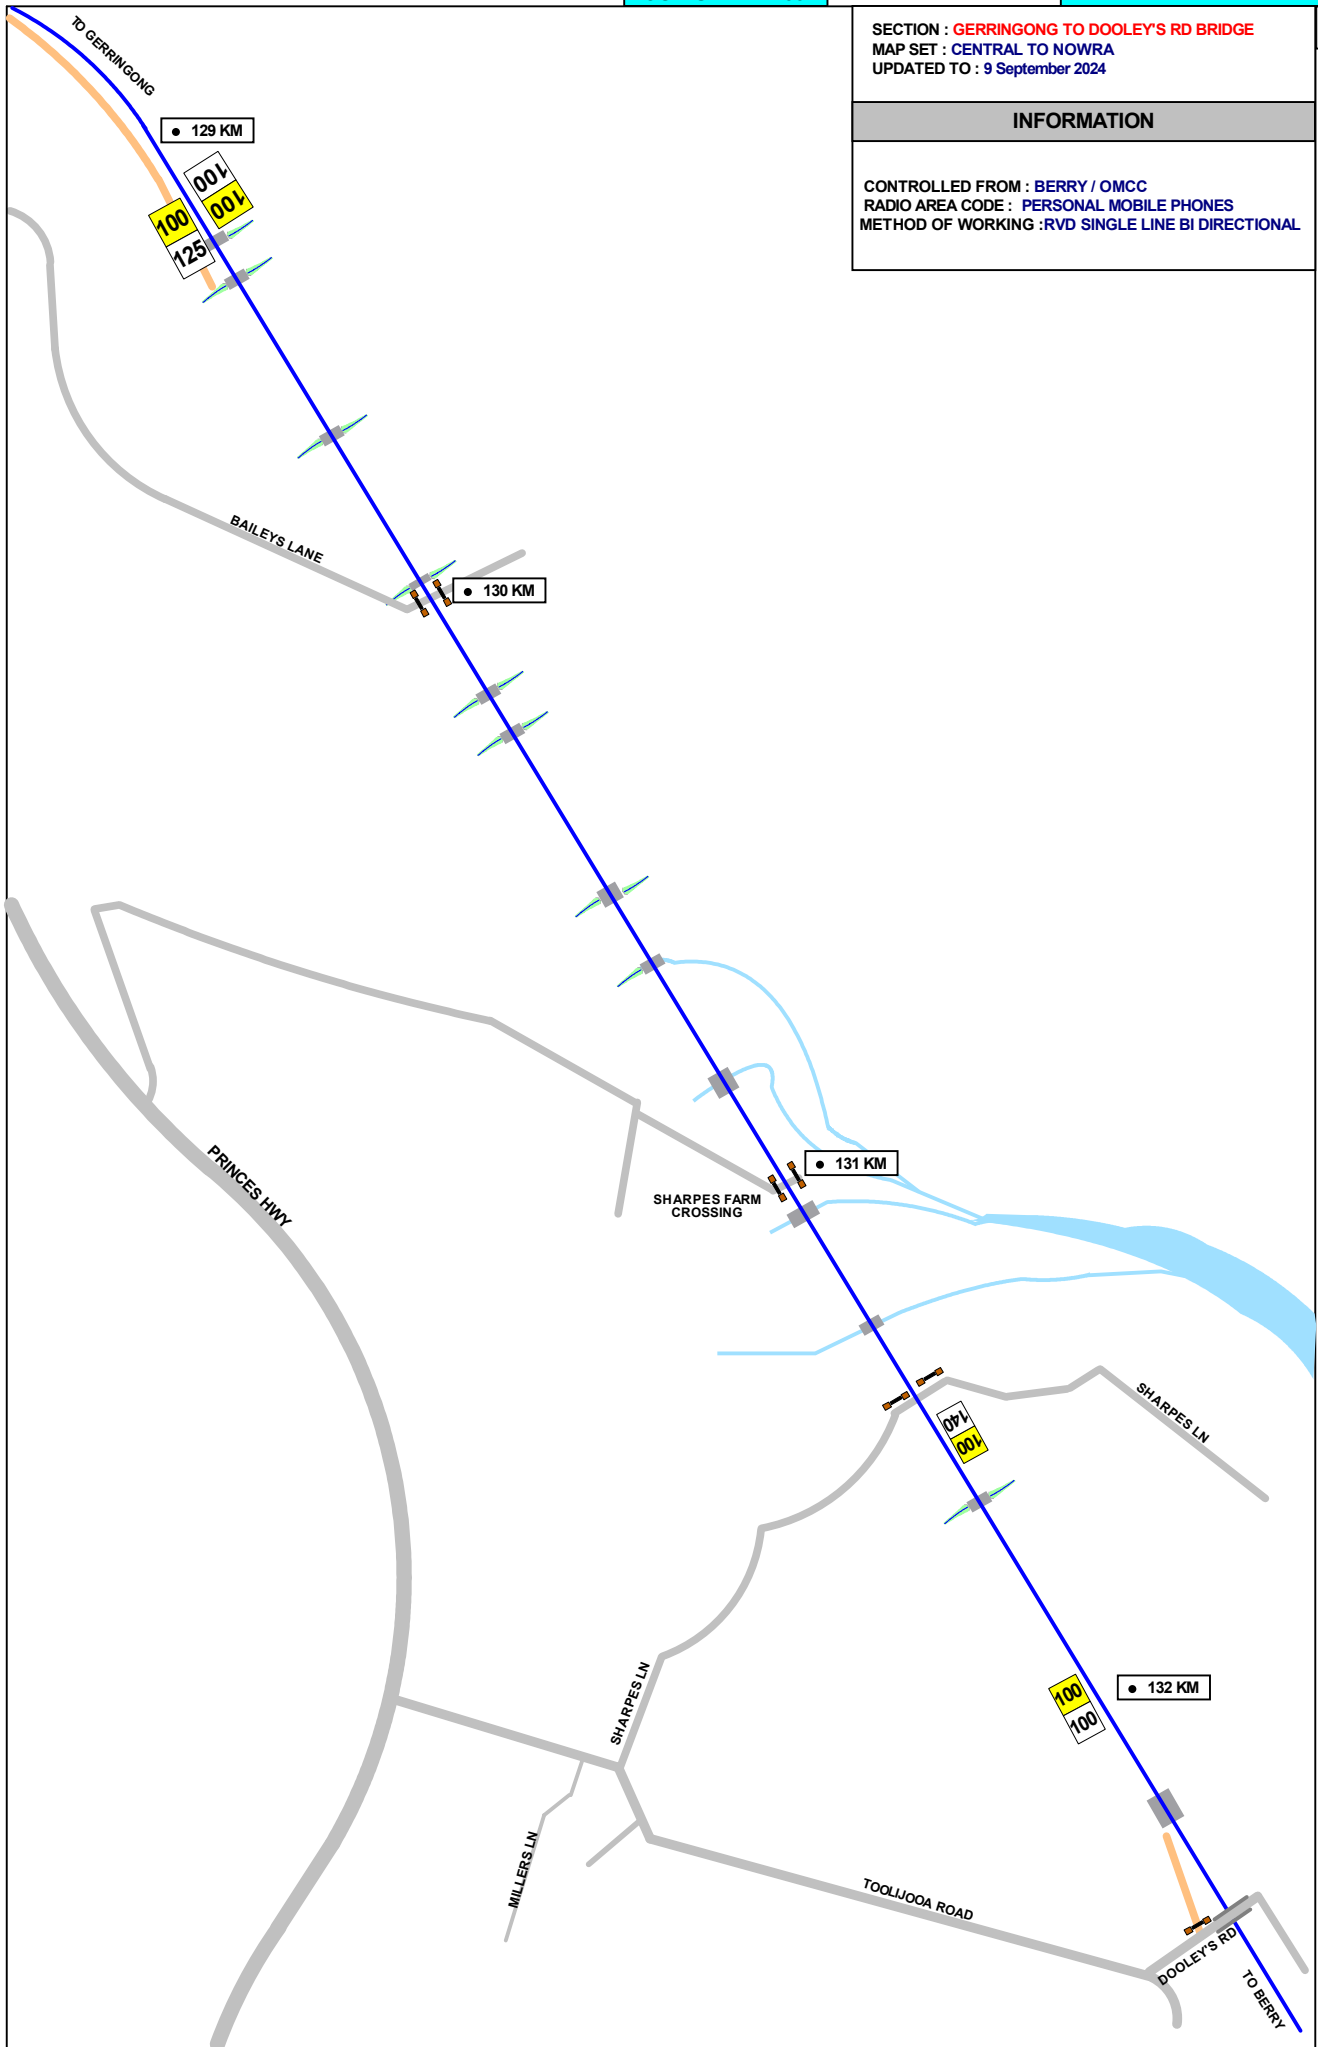 SECTION : GERRINGONG TO DOOLEY'S RD BRIDGE
MAP SET : CENTRAL TO NOWRA
UPDATED TO : 9 September 2024
INFORMATION
CONTROLLED FROM : BERRY / OMCC
RADIO AREA CODE : PERSONAL MOBILE PHONES
METHOD OF WORKING :RVD SINGLE LINE BI DIRECTIONAL
TO GERRINGONG
129 KM
100
100
100
125
BAILEYS LANE
130 KM
PRINCES HWY
131 KM
SHARPES FARM
CROSSING
SHARPES LN
140
100
SHARPES LN
132 KM
100
100
MILLERS LN
TOOLIJOOA ROAD
DOOLEY'S RD
TO BERRY